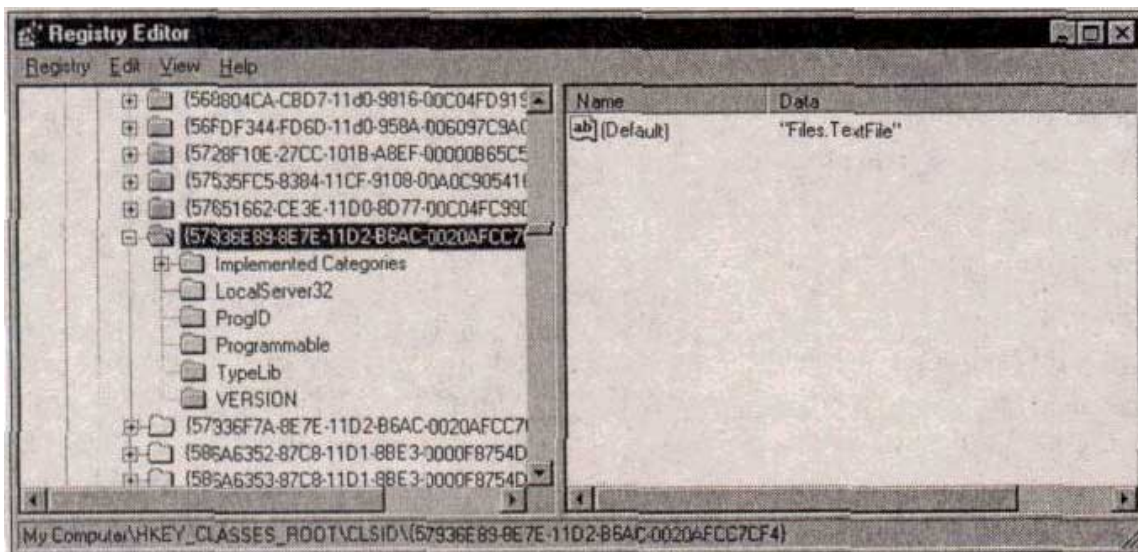 Registry Editor
Registry Edit View Help
{568804CA-CBD7-11d0-9816-00C04FD919
{56FDF344-FD6D-11d0-958A-006097C9A0
{5728F10E-27CC-101B-A8EF-00000B65C5
{57535FC5-8384-11CF-9108-00A0C905416
{57651662-CE3E-11D0-8D77-00C04FC99D
{57936E89-8E7E-11D2-B6AC-0020AFCC7
Implemented Categories
LocalServer32
ProgID
Programmable
TypeLib
VERSION
{57936F7A-8E7E-11D2-B6AC-0020AFCC7
{586A6352-87C8-11D1-8BE3-0000F8754D
{586A6353-87C8-11D1-8BE3-0000F8754D
Name Data
ab (Default) "Files.TextFile"
My Computer\HKEY_CLASSES_ROOT\CLSID\{57936E89-8E7E-11D2-B6AC-0020AFCC7CF4}